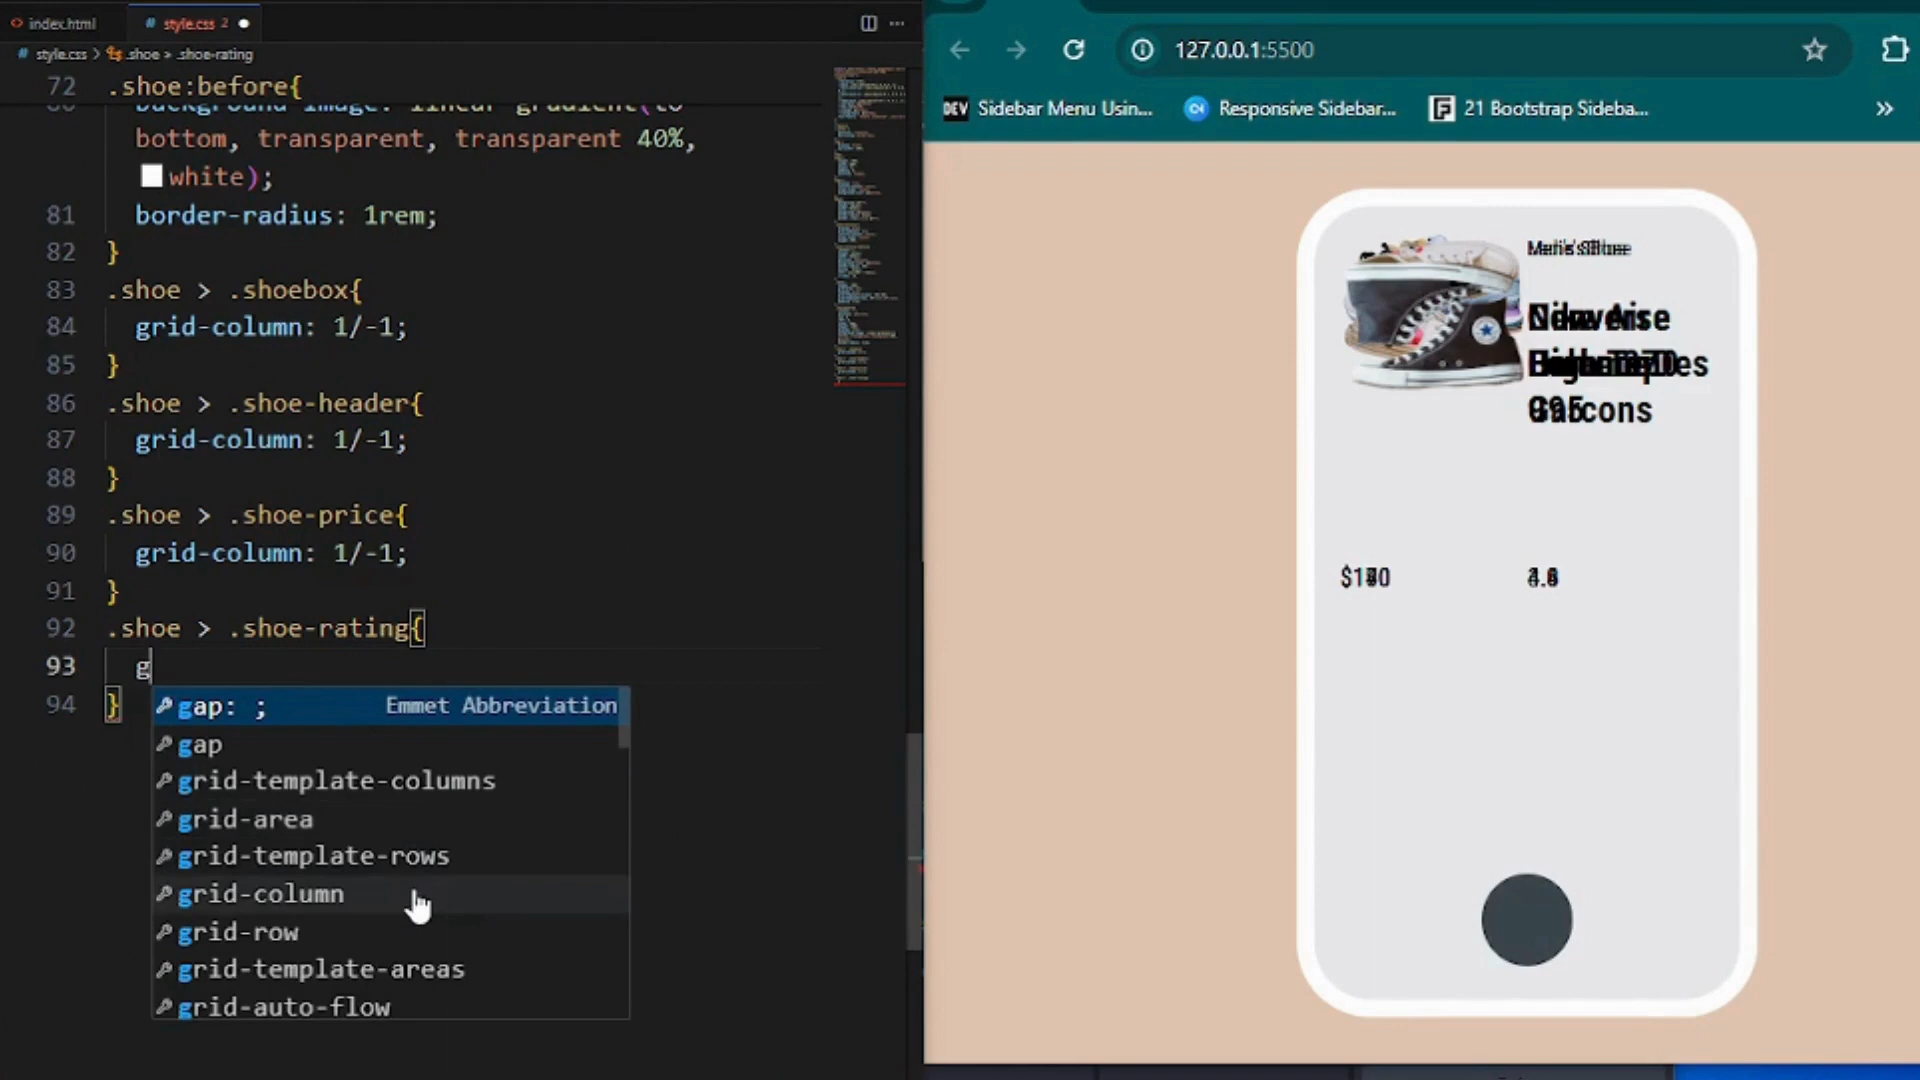 index.html
style.css 2
style.css > .shoe > .shoe-rating
72 .shoe:before{
background-image: linear-gradient(to
bottom, transparent, transparent 40%,
white);
81 border-radius: 1rem;
82 }
83 .shoe > .shoebox{
84 grid-column: 1/-1;
85 }
86 .shoe > .shoe-header{
87 grid-column: 1/-1;
88 }
89 .shoe > .shoe-price{
90 grid-column: 1/-1;
91 }
92 .shoe > .shoe-rating{
93 g
94 }
gap: ; Emmet Abbreviation
gap
grid-template-columns
grid-area
grid-template-rows
grid-column
grid-row
grid-template-areas
grid-auto-flow
127.0.0.1:5500
DEV Sidebar Menu Usin...
Responsive Sidebar...
21 Bootstrap Sideba...